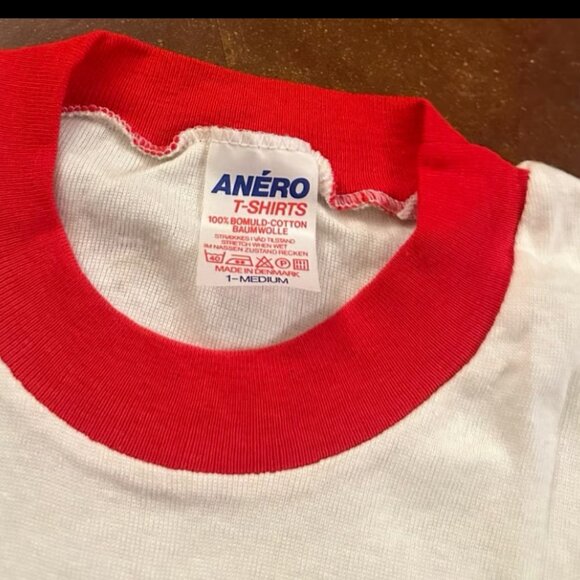 ANÉRO
T-SHIRTS
100% BOMULD-COTTON
BAUMWOLLE
STRÆKKES I VÅD TILSTAND
STRETCH WHEN WET
IM NASSEN ZUSTAND RECKEN
40 P
MADE IN DENMARK
1-MEDIUM